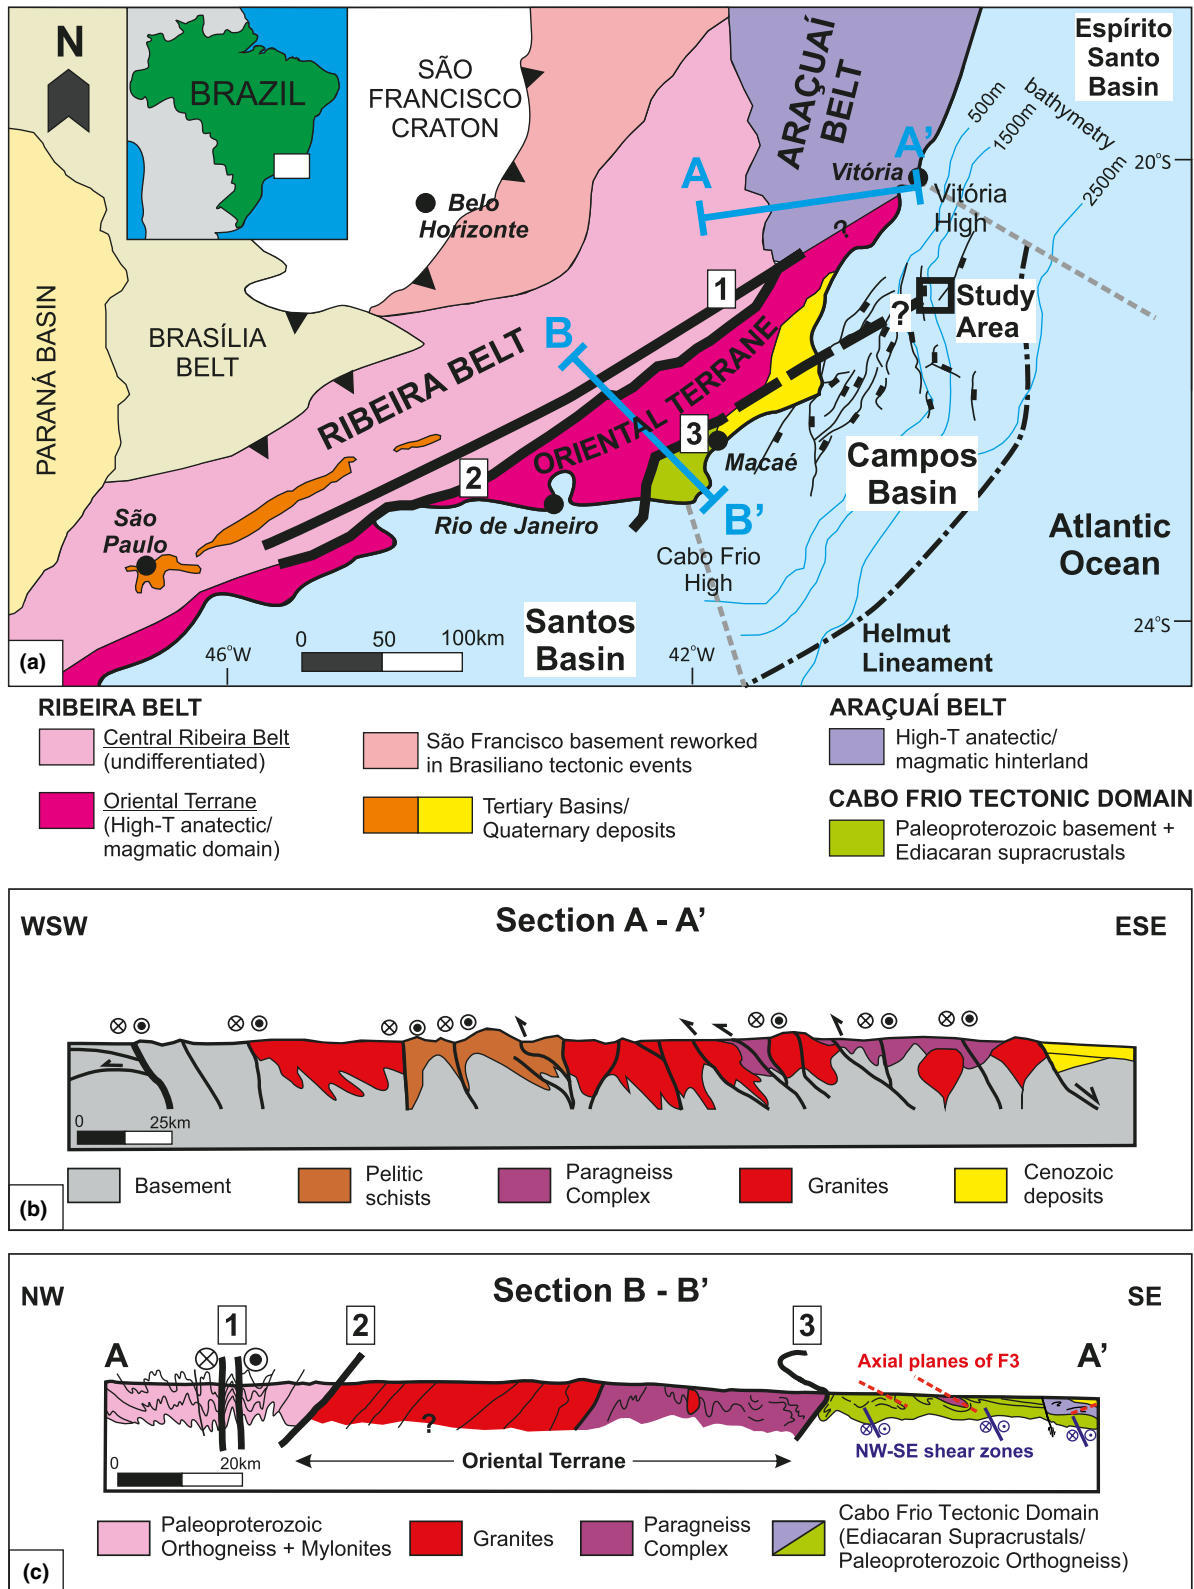 N
BRAZIL
SÃO
FRANCISCO
CRATON
ARAÇUAÍ
BELT
Espírito
Santo
Basin
bathymetry
500m
1500m
2500m
20°S
A
A'
Vitória
Vitória
High
Belo
Horizonte
?
1
?
Study
Area
PARANÁ BASIN
BRASÍLIA
BELT
B
RIBEIRA BELT
ORIENTAL TERRANE
3
Macaé
2
Campos
Basin
B'
São
Paulo
Rio de Janeiro
Cabo Frio
High
Atlantic
Ocean
Santos
Basin
Helmut
Lineament
24°S
0 50 100km
46°W
42°W
(a)
RIBEIRA BELT
Central Ribeira Belt
(undifferentiated)
Oriental Terrane
(High-T anatectic/
magmatic domain)
São Francisco basement reworked
in Brasiliano tectonic events
Tertiary Basins/
Quaternary deposits
ARAÇUAÍ BELT
High-T anatectic/
magmatic hinterland
CABO FRIO TECTONIC DOMAIN
Paleoproterozoic basement +
Ediacaran supracrustals
WSW
Section A - A'
ESE
0 25km
Basement
Pelitic
schists
Paragneiss
Complex
Granites
Cenozoic
deposits
(b)
NW
Section B - B'
SE
1
2
3
A
A'
Axial planes of F3
?
NW-SE shear zones
0 20km
Oriental Terrane
Paleoproterozoic
Orthogneiss + Mylonites
Granites
Paragneiss
Complex
Cabo Frio Tectonic Domain
(Ediacaran Supracrustals/
Paleoproterozoic Orthogneiss)
(c)